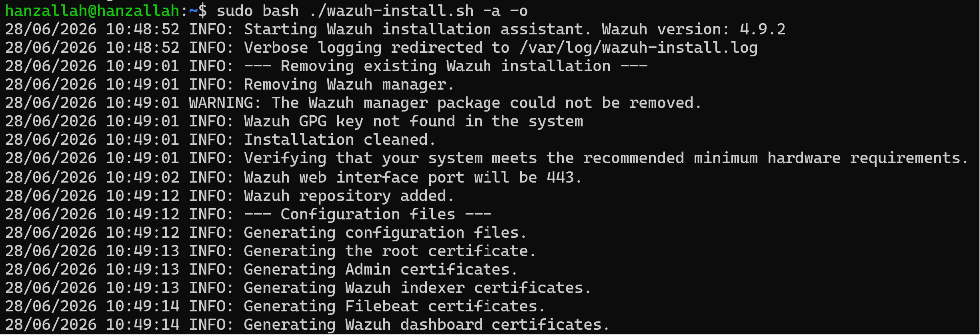 hanzallah@hanzallah:~$ sudo bash ./wazuh-install.sh -a -o
28/06/2026 10:48:52 INFO: Starting Wazuh installation assistant. Wazuh version: 4.9.2
28/06/2026 10:48:52 INFO: Verbose logging redirected to /var/log/wazuh-install.log
28/06/2026 10:49:01 INFO: --- Removing existing Wazuh installation ---
28/06/2026 10:49:01 INFO: Removing Wazuh manager.
28/06/2026 10:49:01 WARNING: The Wazuh manager package could not be removed.
28/06/2026 10:49:01 INFO: Wazuh GPG key not found in the system
28/06/2026 10:49:01 INFO: Installation cleaned.
28/06/2026 10:49:01 INFO: Verifying that your system meets the recommended minimum hardware requirements.
28/06/2026 10:49:02 INFO: Wazuh web interface port will be 443.
28/06/2026 10:49:12 INFO: Wazuh repository added.
28/06/2026 10:49:12 INFO: --- Configuration files ---
28/06/2026 10:49:12 INFO: Generating configuration files.
28/06/2026 10:49:13 INFO: Generating the root certificate.
28/06/2026 10:49:13 INFO: Generating Admin certificates.
28/06/2026 10:49:13 INFO: Generating Wazuh indexer certificates.
28/06/2026 10:49:14 INFO: Generating Filebeat certificates.
28/06/2026 10:49:14 INFO: Generating Wazuh dashboard certificates.